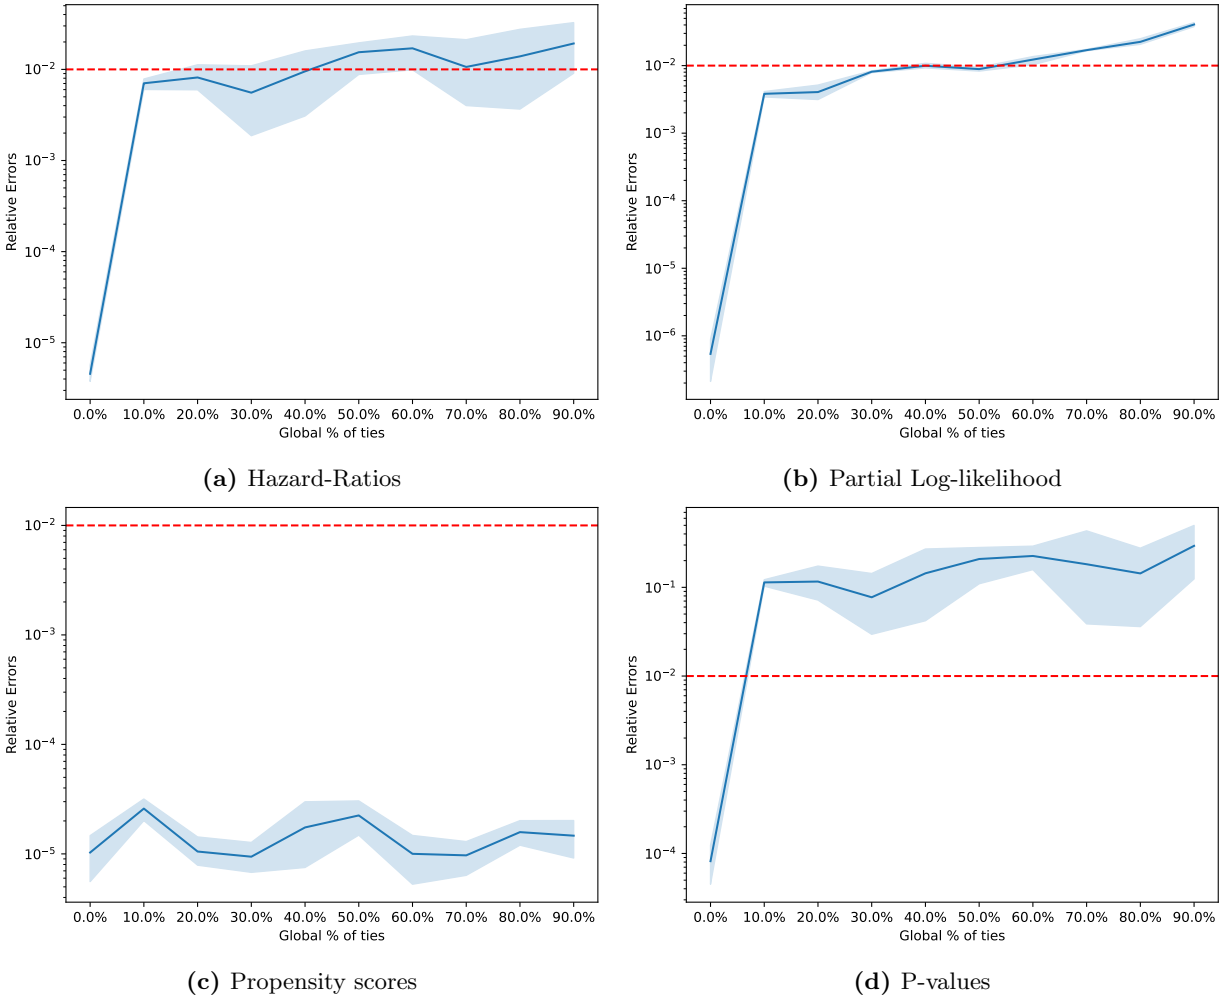 10⁻²
10⁻³
10⁻⁴
10⁻⁵
Relative Errors
0.0% 10.0% 20.0% 30.0% 40.0% 50.0% 60.0% 70.0% 80.0% 90.0%
Global % of ties
(a) Hazard-Ratios
10⁻²
10⁻³
10⁻⁴
10⁻⁵
10⁻⁶
Relative Errors
0.0% 10.0% 20.0% 30.0% 40.0% 50.0% 60.0% 70.0% 80.0% 90.0%
Global % of ties
(b) Partial Log-likelihood
10⁻²
10⁻³
10⁻⁴
10⁻⁵
Relative Errors
0.0% 10.0% 20.0% 30.0% 40.0% 50.0% 60.0% 70.0% 80.0% 90.0%
Global % of ties
(c) Propensity scores
10⁻¹
10⁻²
10⁻³
10⁻⁴
Relative Errors
0.0% 10.0% 20.0% 30.0% 40.0% 50.0% 60.0% 70.0% 80.0% 90.0%
Global % of ties
(d) P-values